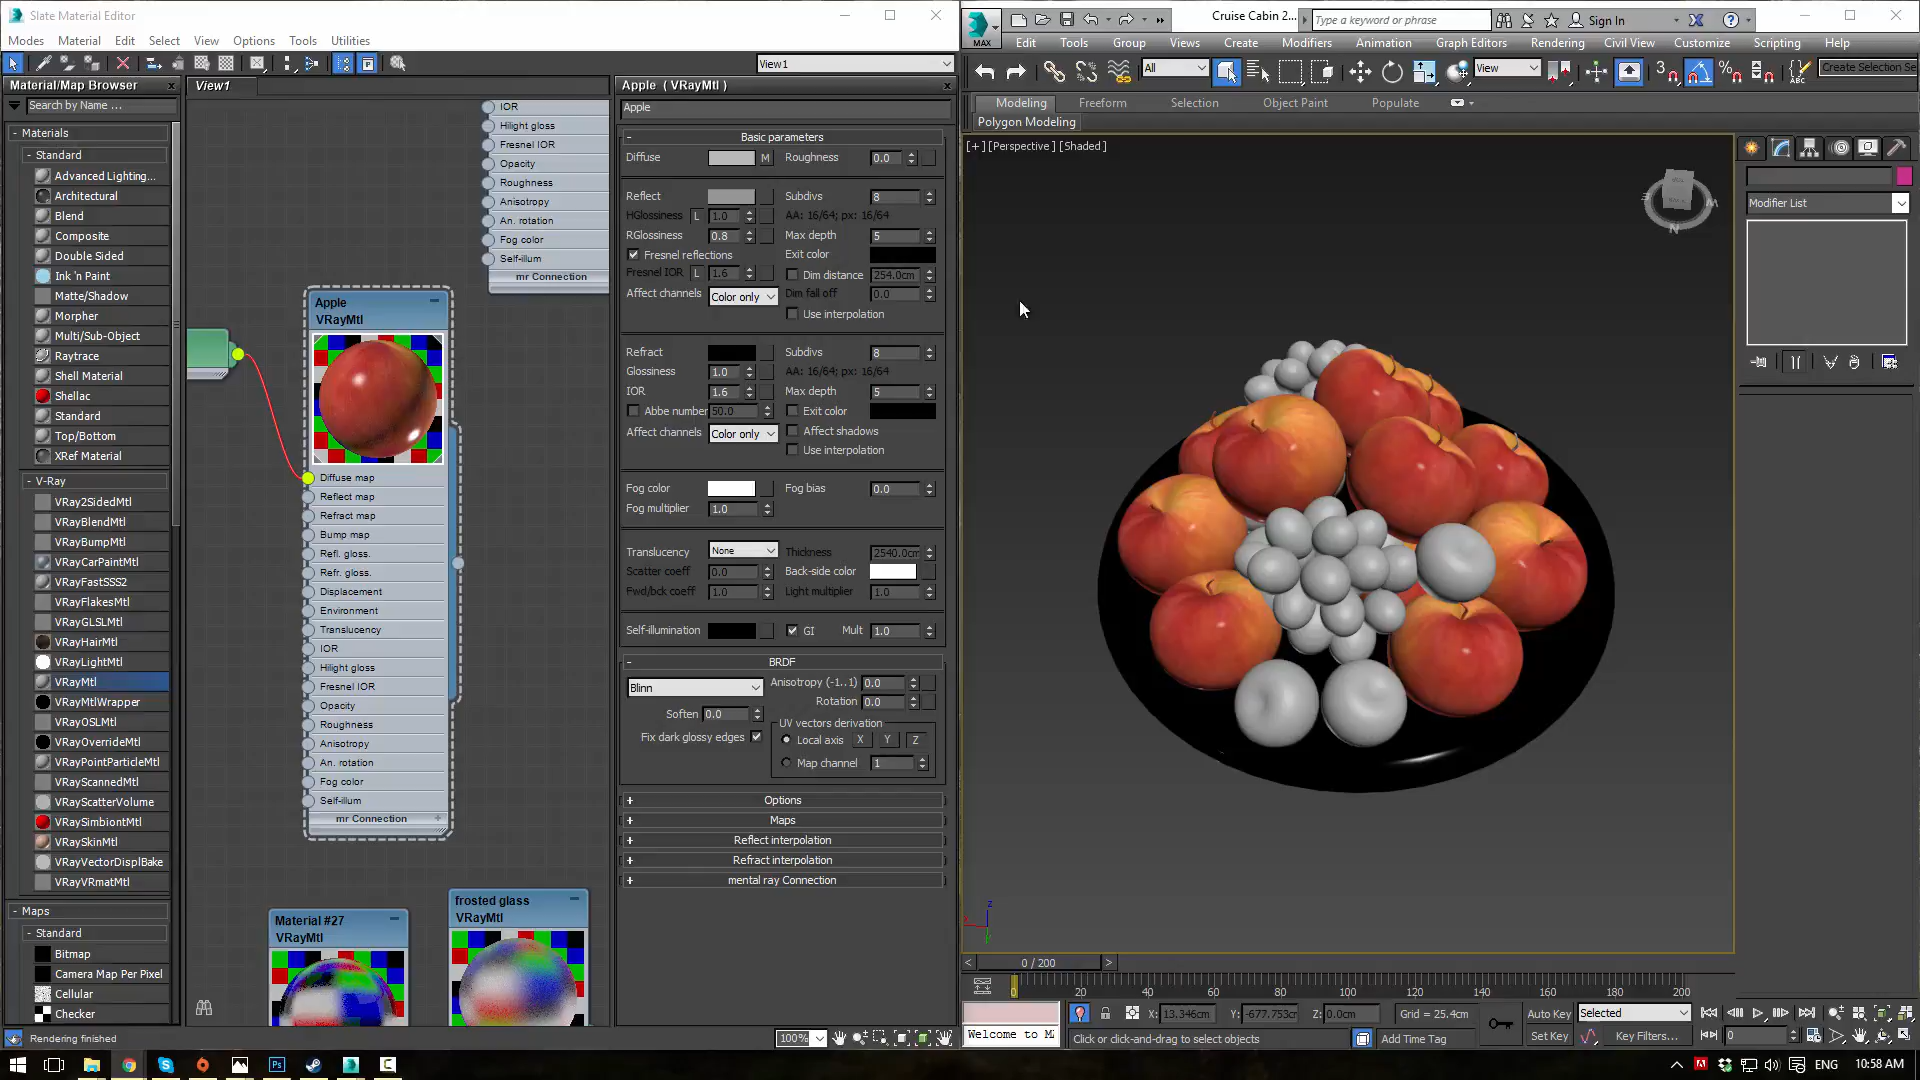 Slate Material Editor
Modes Material Edit Select View Options Tools Utilities
View1
Material/Map Browser
Search by Name ...
- Materials
- Standard
Advanced Lighting...
Architectural
Blend
Composite
Double Sided
Ink 'n Paint
Matte/Shadow
Morpher
Multi/Sub-Object
Raytrace
Shell Material
Shellac
Standard
Top/Bottom
XRef Material
- V-Ray
VRay2SidedMtl
VRayBlendMtl
VRayBumpMtl
VRayCarPaintMtl
VRayFastSSS2
VRayFlakesMtl
VRayGLSLMtl
VRayHairMtl
VRayLightMtl
VRayMtl
VRayMtlWrapper
VRayOSLMtl
VRayOverrideMtl
VRayPointParticleMtl
VRayScannedMtl
VRayScatterVolume
VRaySimbiontMtl
VRaySkinMtl
VRayVectorDisplBake
VRayVRmatMtl
- Maps
- Standard
Bitmap
Camera Map Per Pixel
Cellular
Checker
Rendering finished
View1
IOR
Hilight gloss
Fresnel IOR
Opacity
Roughness
Anisotropy
An. rotation
Fog color
Self-illum
mr Connection
Apple
VRayMtl
Diffuse map
Reflect map
Refract map
Bump map
Refl. gloss.
Refr. gloss.
Displacement
Environment
Translucency
IOR
Hilight gloss
Fresnel IOR
Opacity
Roughness
Anisotropy
An. rotation
Fog color
Self-illum
mr Connection +
Material #27
VRayMtl
frosted glass
VRayMtl
100%
Apple ( VRayMtl )
Apple
- Basic parameters
Diffuse M Roughness 0.0
Reflect Subdivs 8
HGlossiness L 1.0 AA: 16/64; px: 16/64
RGlossiness 0.8 Max depth 5
Fresnel reflections Exit color
Fresnel IOR L 1.6 Dim distance 254.0cm
Affect channels Color only Dim fall off 0.0
Use interpolation
Refract Subdivs 8
Glossiness 1.0 AA: 16/64; px: 16/64
IOR 1.6 Max depth 5
Abbe number 50.0 Exit color
Affect channels Color only Affect shadows
Use interpolation
Fog color Fog bias 0.0
Fog multiplier 1.0
Translucency None Thickness 2540.0cm
Scatter coeff 0.0 Back-side color
Fwd/bck coeff 1.0 Light multiplier 1.0
Self-illumination GI Mult 1.0
- BRDF
Blinn Anisotropy (-1..1) 0.0
Rotation 0.0
Soften 0.0 UV vectors derivation
Fix dark glossy edges Local axis X Y Z
Map channel 1
+ Options
+ Maps
+ Reflect interpolation
+ Refract interpolation
+ mental ray Connection
MAX
Cruise Cabin 2... Type a keyword or phrase Sign In
Edit Tools Group Views Create Modifiers Animation Graph Editors Rendering Civil View Customize Scripting Help
All View 3 % ABC Create Selection Se
Modeling Freeform Selection Object Paint Populate
Polygon Modeling
[+] [Perspective ] [Shaded ]
N
Modifier List
z
< 0 / 200 >
0 20 40 60 80 100 120 140 160 180 200
Welcome to M
X: 13.346cm Y: -677.753cm Z: 0.0cm Grid = 25.4cm
Click or click-and-drag to select objects
Add Time Tag
Auto Key Selected
Set Key Key Filters...
0
ENG 10:58 AM